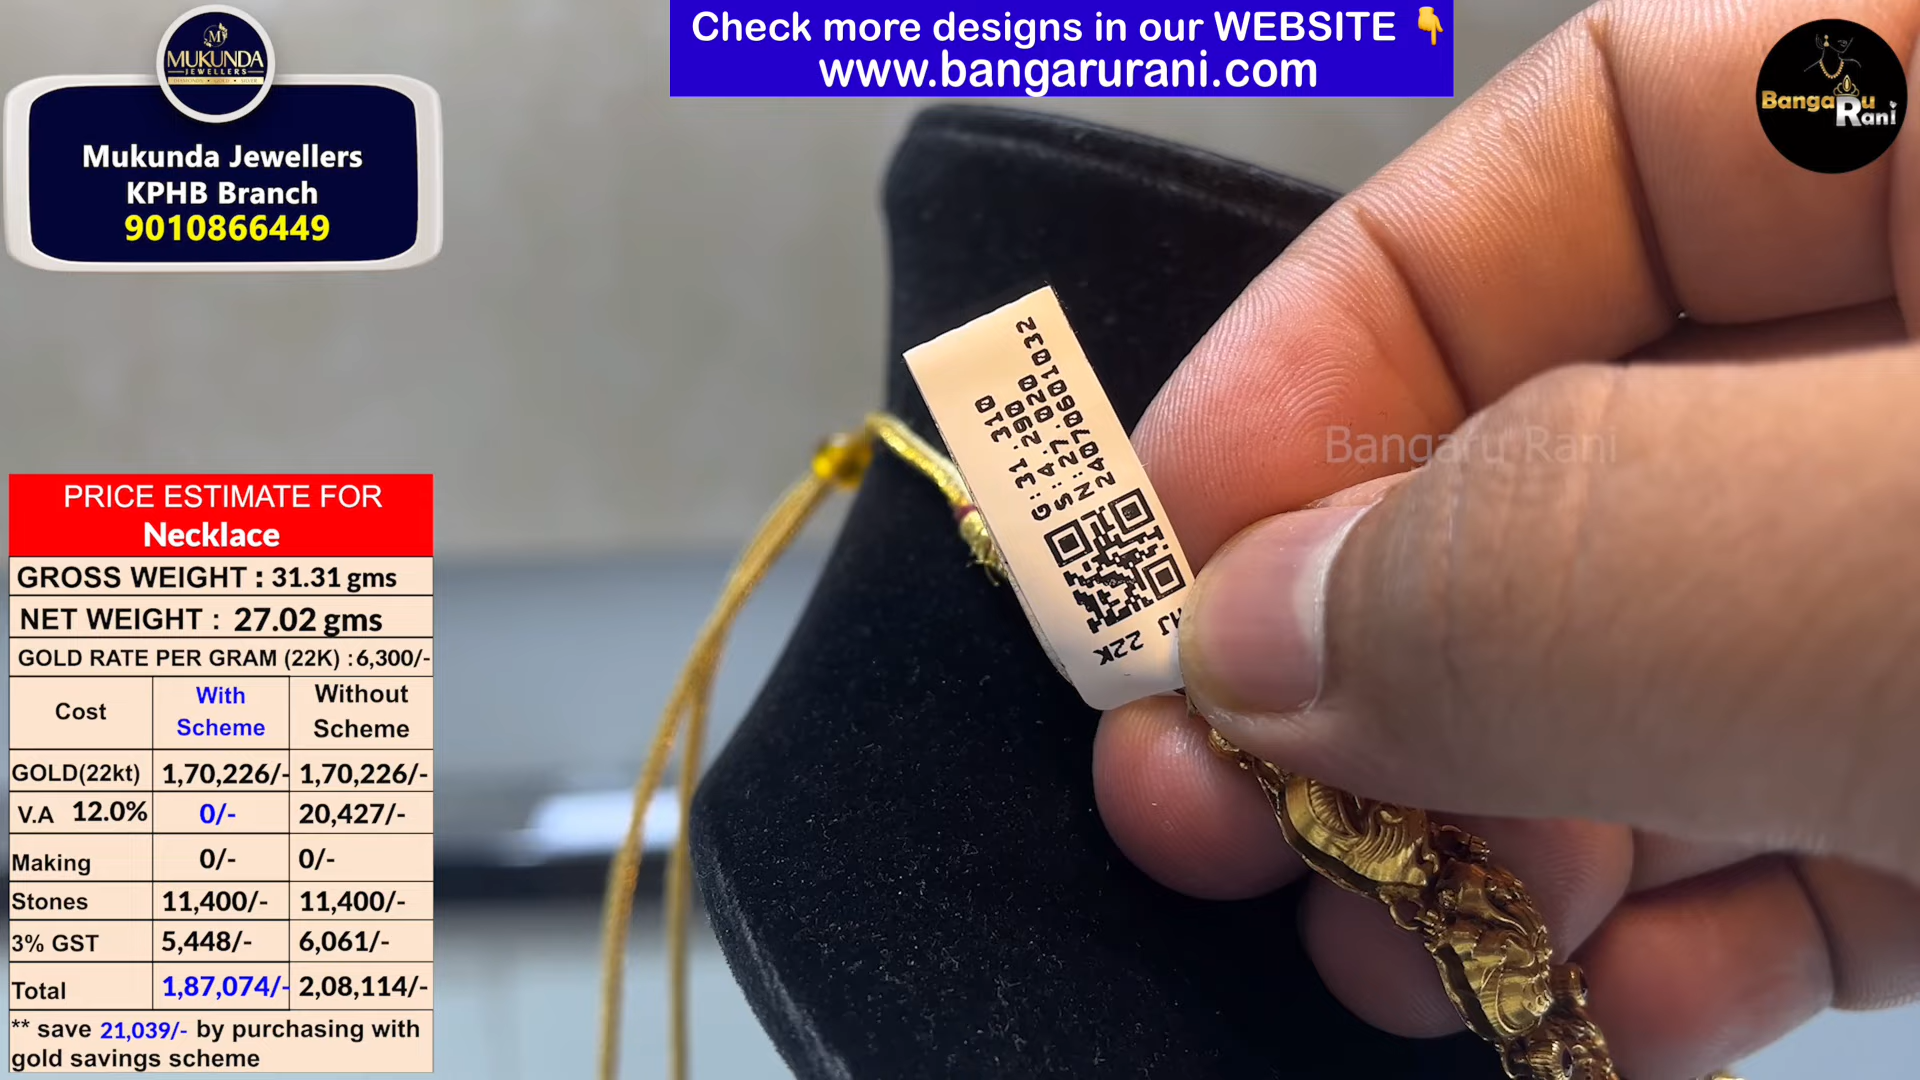 MUKUNDA
JEWELLERS
Mukunda Jewellers
KPHB Branch
9010866449
Check more designs in our WEBSITE 👇
www.bangarurani.com
BangaRu
Rani
PRICE ESTIMATE FOR
Necklace
GROSS WEIGHT : 31.31 gms
NET WEIGHT : 27.02 gms
GOLD RATE PER GRAM (22K) :6,300/-
Cost With Scheme Without Scheme
GOLD(22kt) 1,70,226/- 1,70,226/-
V.A 12.0% 0/- 20,427/-
Making 0/- 0/-
Stones 11,400/- 11,400/-
3% GST 5,448/- 6,061/-
Total 1,87,074/- 2,08,114/-
** save 21,039/- by purchasing with
gold savings scheme
G:31.310
S:4.290
N:27.020
24070601032
22K
Bangaru Rani